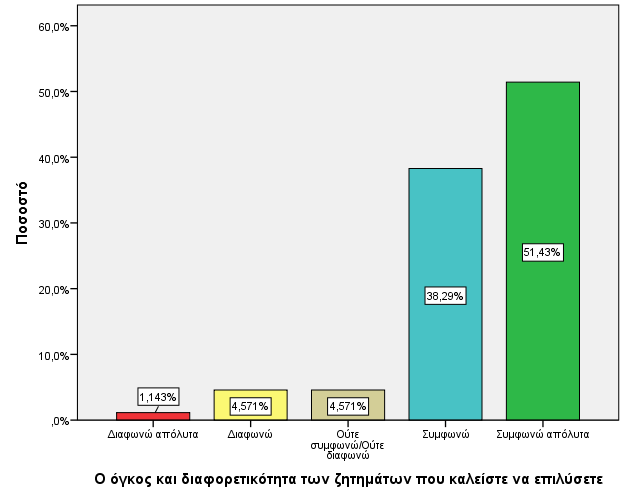 60,0%
50,0%
40,0%
30,0%
20,0%
10,0%
,0%
Ποσοστό
1,143%
4,571%
4,571%
38,29%
51,43%
Διαφωνώ απόλυτα
Διαφωνώ
Ούτε
συμφωνώ/Ούτε
διαφωνώ
Συμφωνώ
Συμφωνώ απόλυτα
Ο όγκος και διαφορετικότητα των ζητημάτων που καλείστε να επιλύσετε